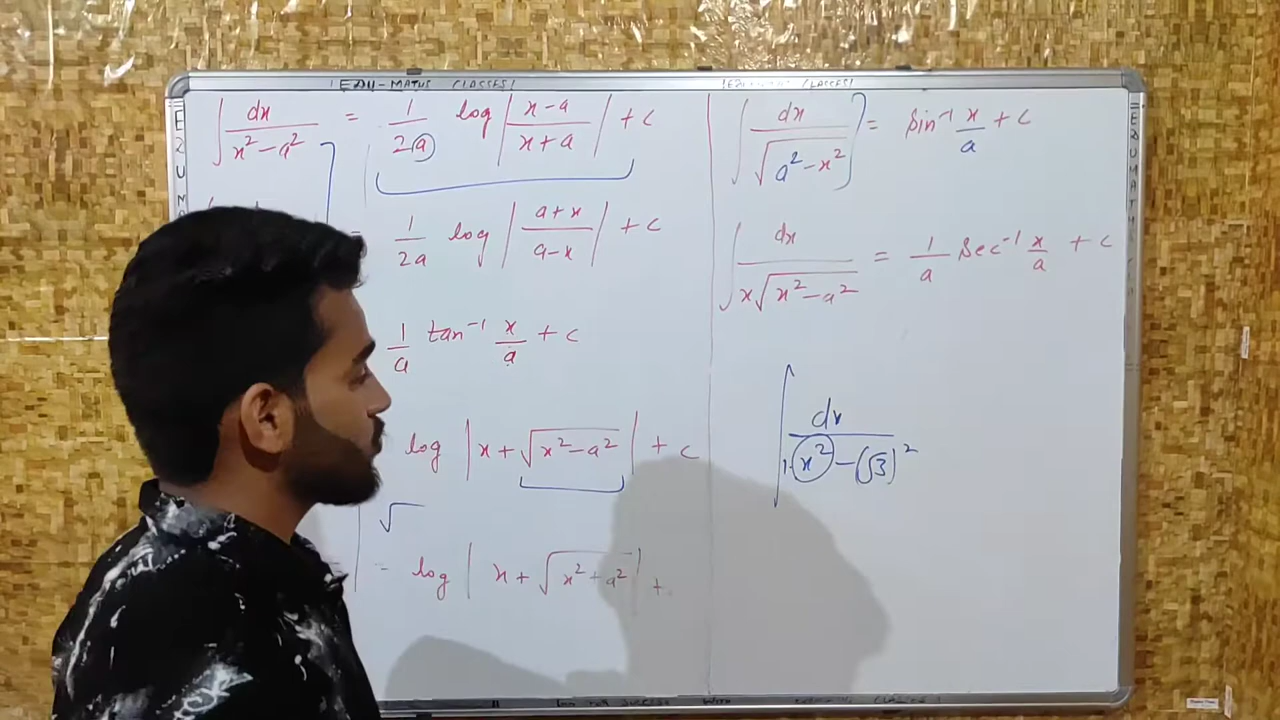 EDU-MATHS CLASSES
∫ dx / (x² - a²) = 1/2a log | (x-a) / (x+a) | + c
1/2a log | (a+x) / (a-x) | + c
1/a tan⁻¹ x/a + c
log | x + √(x² - a²) | + c
√
= log | x + √(x² + a²) | +
∫ dx / √(a² - x²) = sin⁻¹ x/a + c
∫ dx / (x√(x² - a²)) = 1/a sec⁻¹ x/a + c
∫ dx / (1·x² - (√3)²)